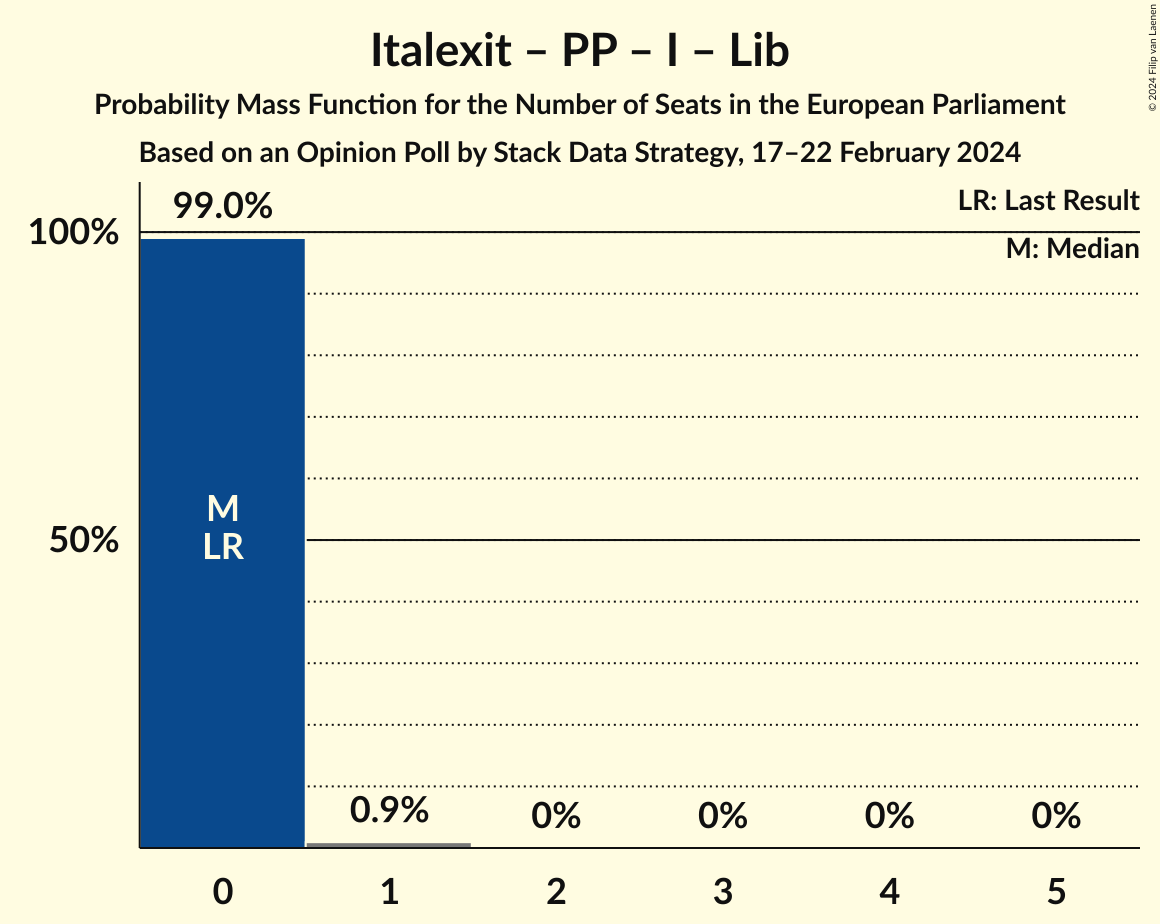 Italexit – PP – I – Lib
Probability Mass Function for the Number of Seats in the European Parliament
Based on an Opinion Poll by Stack Data Strategy, 17–22 February 2024
© 2024 Filip van Laenen
LR: Last Result
M: Median
99.0%
100%
50%
M
LR
0.9%
0%
0%
0%
0%
0
1
2
3
4
5